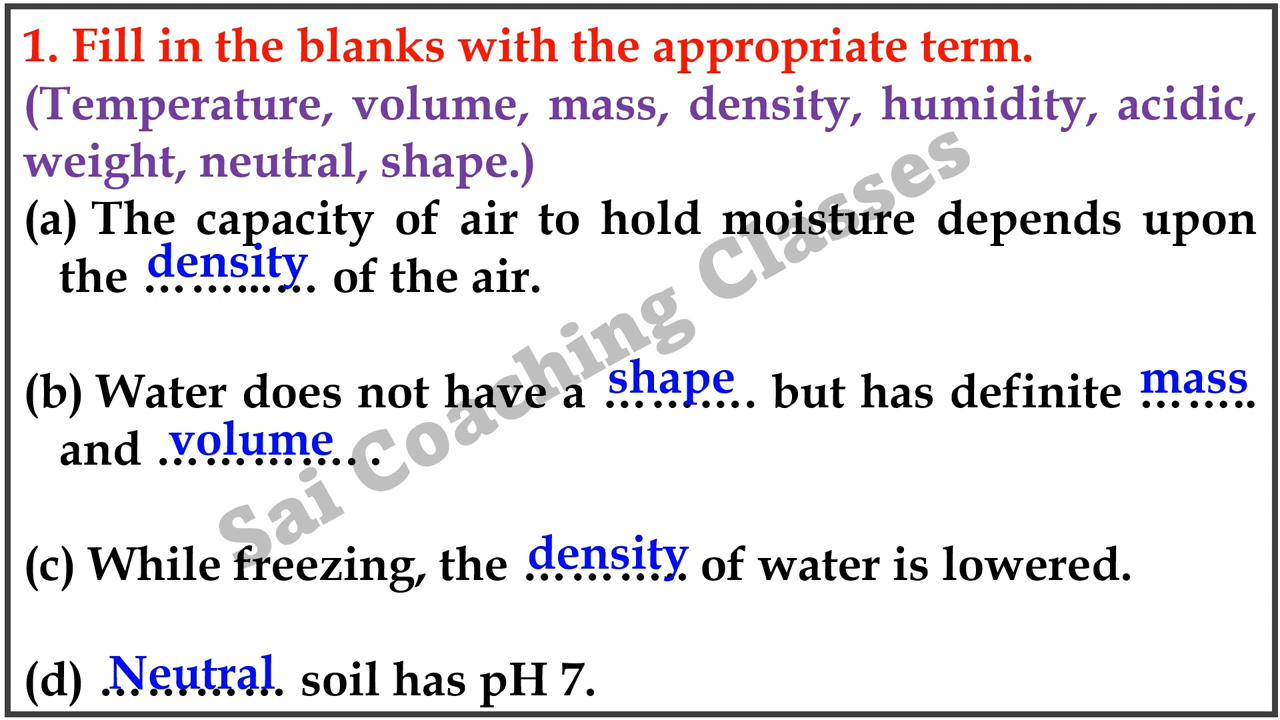 1. Fill in the blanks with the appropriate term.
(Temperature, volume, mass, density, humidity, acidic,
weight, neutral, shape.)
(a) The capacity of air to hold moisture depends upon
the density of the air.
(b) Water does not have a shape but has definite mass
and volume .
(c) While freezing, the density of water is lowered.
(d) Neutral soil has pH 7.
Sai Coaching Classes